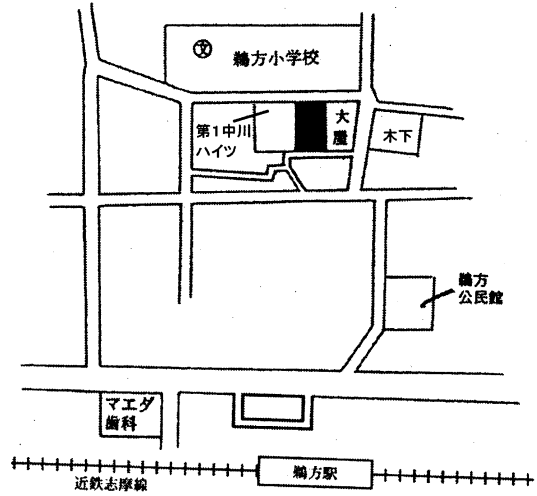 文
鵜方小学校
第1中川
ハイツ
大
屋
木下
鵜方
公民館
マエダ
歯科
鵜方駅
近鉄志摩線